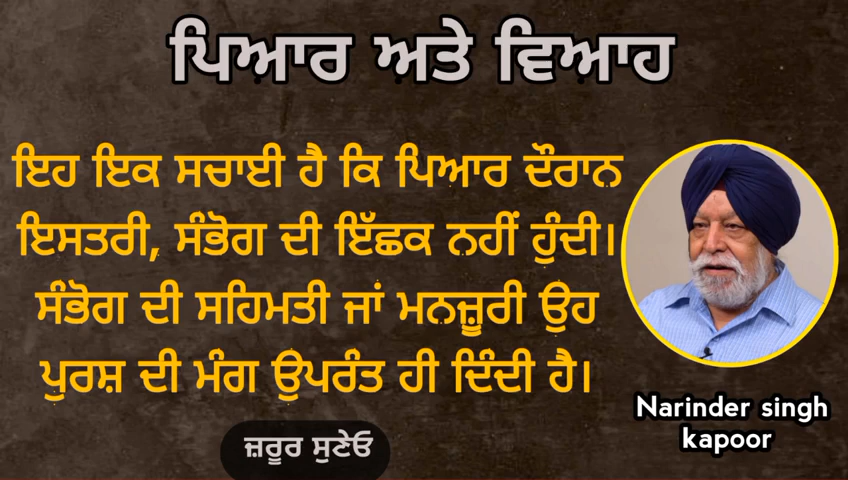 ਪਿਆਰ ਅਤੇ ਵਿਆਹ
ਇਹ ਇਕ ਸਚਾਈ ਹੈ ਕਿ ਪਿਆਰ ਦੌਰਾਨ
ਇਸਤਰੀ, ਸੰਭੋਗ ਦੀ ਇੱਛਕ ਨਹੀਂ ਹੁੰਦੀ।
ਸੰਭੋਗ ਦੀ ਸਹਿਮਤੀ ਜਾਂ ਮਨਜ਼ੂਰੀ ਉਹ
ਪੁਰਸ਼ ਦੀ ਮੰਗ ਉਪਰੰਤ ਹੀ ਦਿੰਦੀ ਹੈ।
Narinder singh
kapoor
ਜ਼ਰੂਰ ਸੁਣੇਓ